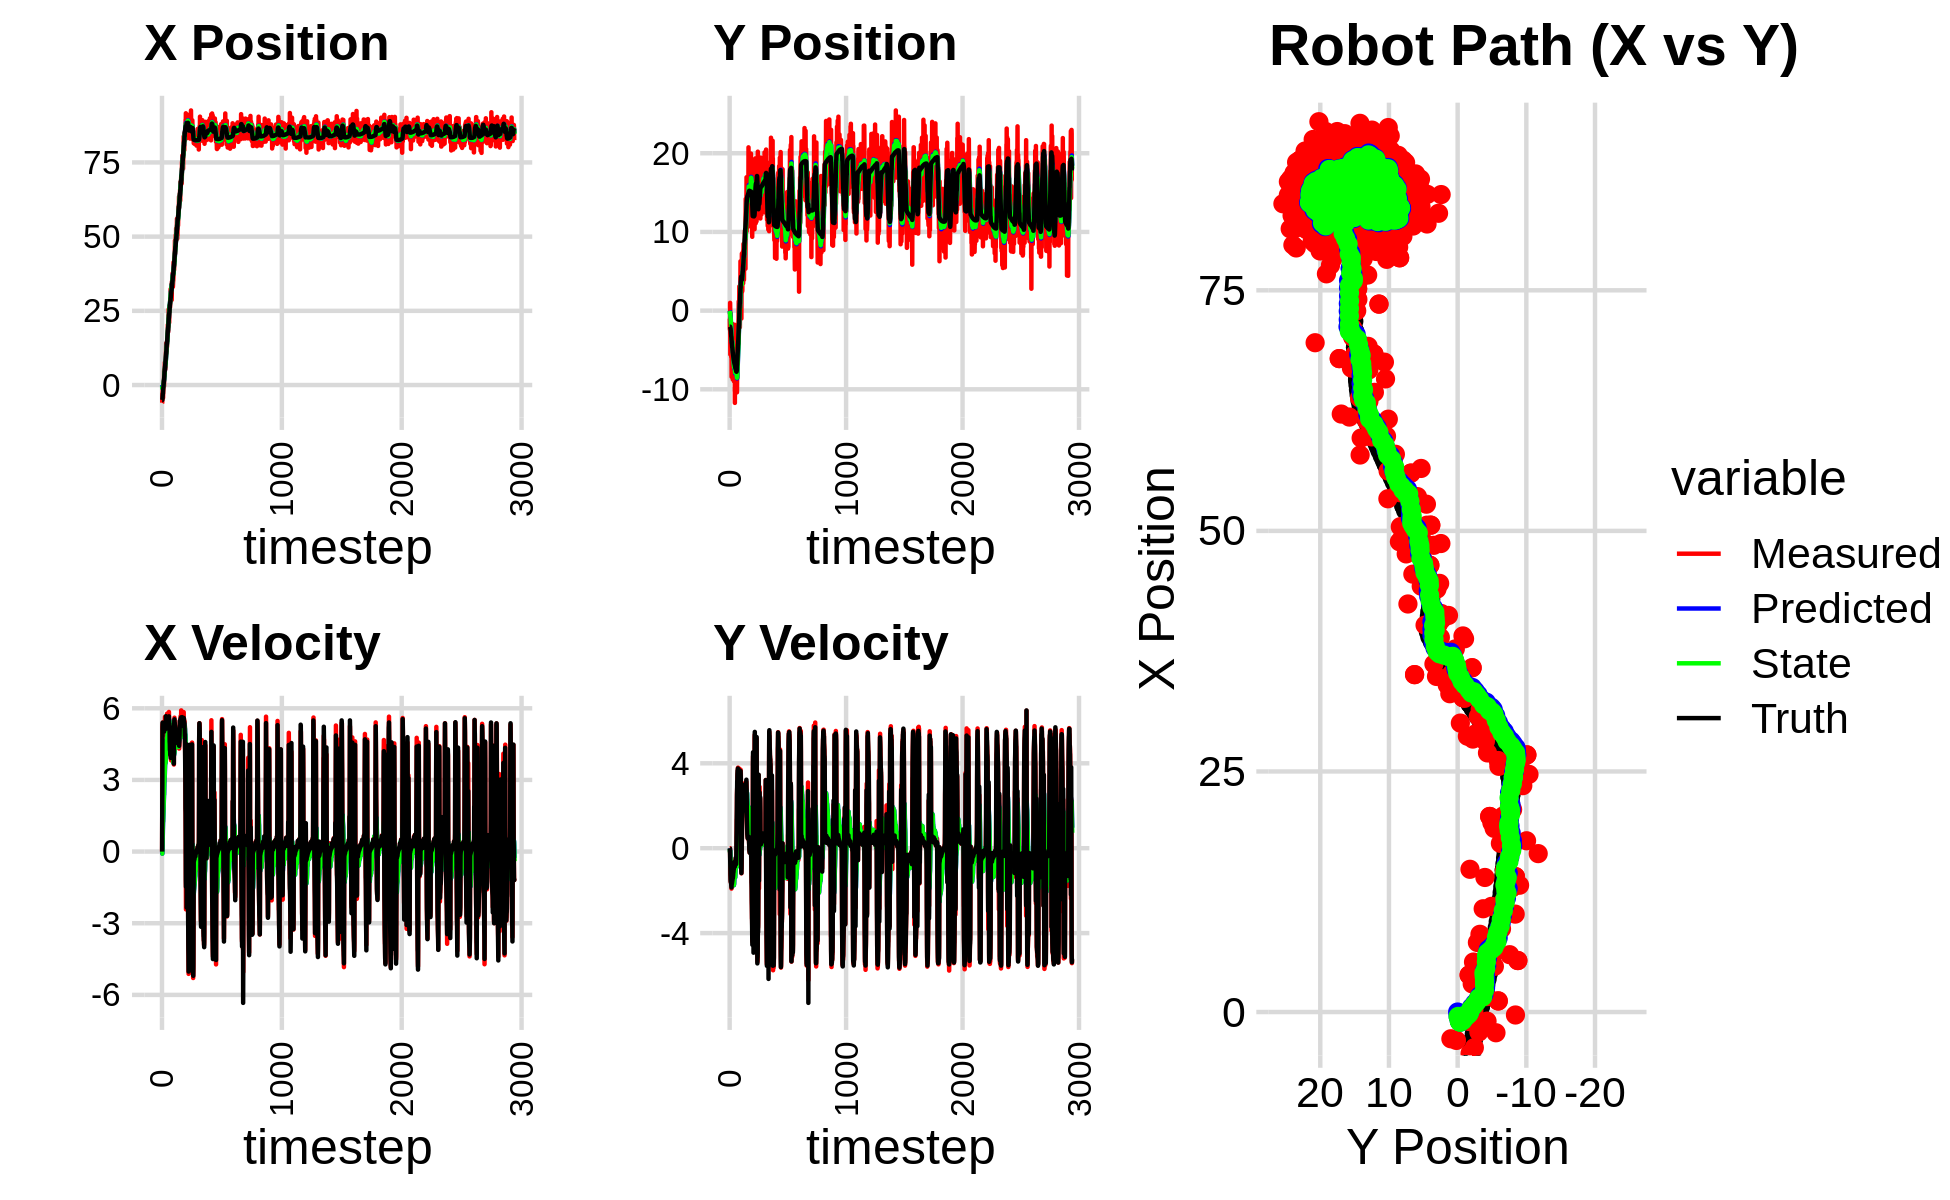 X Position
75
50
25
0
0
1000
2000
3000
timestep
Y Position
20
10
0
-10
0
1000
2000
3000
timestep
X Velocity
6
3
0
-3
-6
0
1000
2000
3000
timestep
Y Velocity
4
0
-4
0
1000
2000
3000
timestep
Robot Path (X vs Y)
X Position
75
50
25
0
20 10 0 -10 -20
Y Position
variable
Measured
Predicted
State
Truth